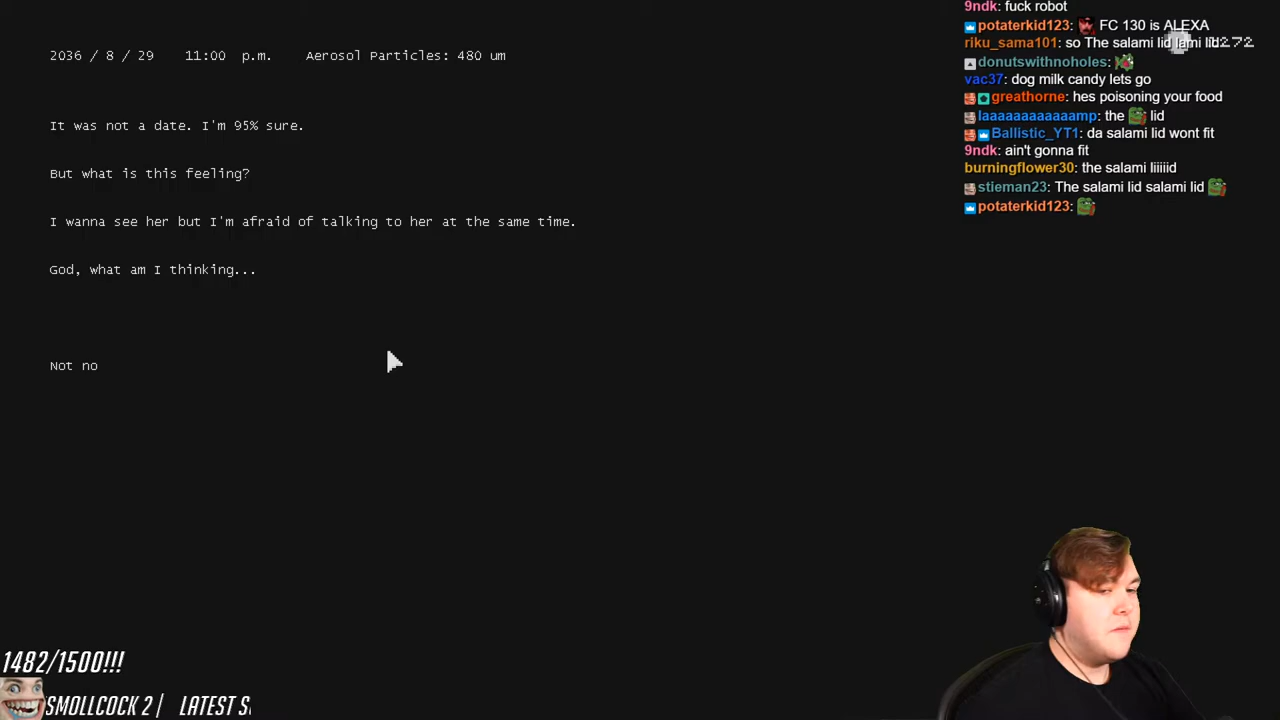 2036 / 8 / 29 11:00 p.m. Aerosol Particles: 480 um
It was not a date. I'm 95% sure.
But what is this feeling?
I wanna see her but I'm afraid of talking to her at the same time.
God, what am I thinking...
Not no
9ndk: fuck robot
potaterkid123: FC 130 is ALEXA
riku_sama101: so The salami lid lami lid
donutswithnoholes:
vac37: dog milk candy lets go
greathorne: hes poisoning your food
laaaaaaaaaaamp: the lid
Ballistic_YT1: da salami lid wont fit
9ndk: ain't gonna fit
burningflower30: the salami liiiiid
stieman23: The salami lid salami lid
potaterkid123:
1482/1500!!!
SMOLLCOCK 2 | LATEST